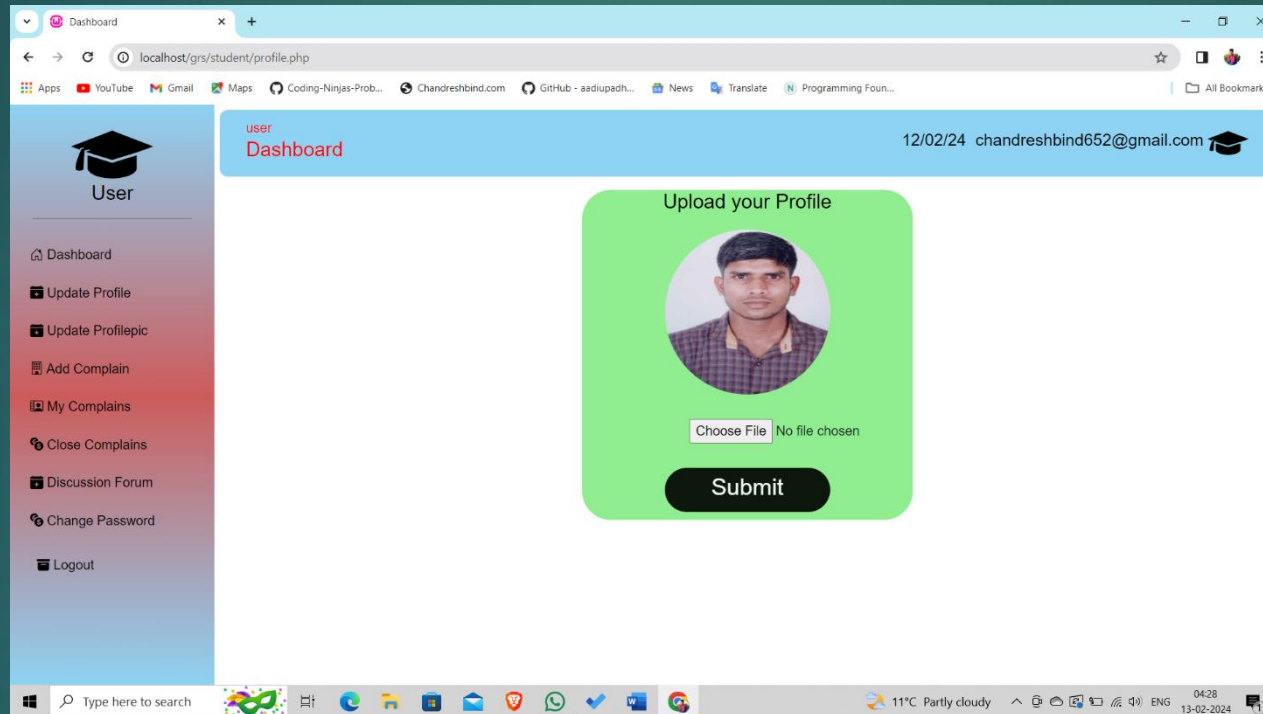 Dashboard
localhost/grs/student/profile.php
Apps YouTube Gmail Maps Coding-Ninjas-Prob... Chandreshbind.com GitHub - aadiupadh... News Translate Programming Foun... All Bookmark
User
Dashboard
Update Profile
Update Profilepic
Add Complain
My Complains
Close Complains
Discussion Forum
Change Password
Logout
user
Dashboard
12/02/24 chandreshbind652@gmail.com
Upload your Profile
Choose File No file chosen
Submit
Type here to search
11°C Partly cloudy
ENG
04:28
13-02-2024